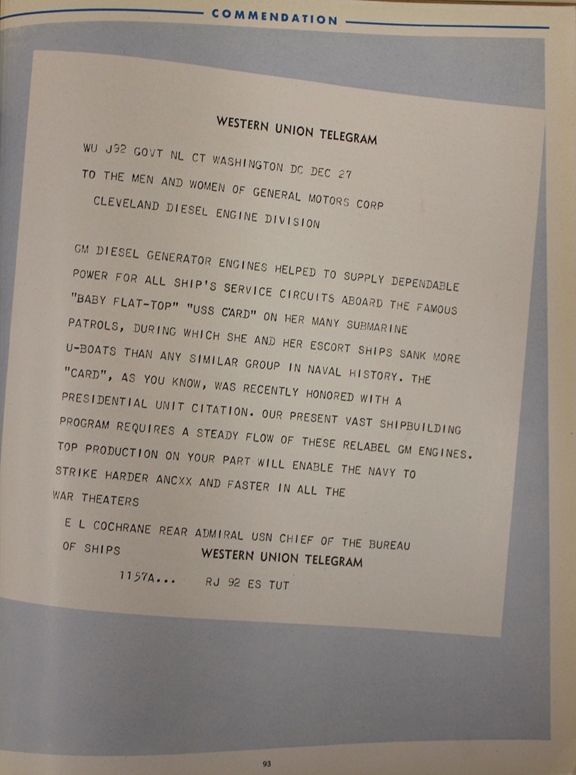 COMMENDATION
WESTERN UNION TELEGRAM
WU J92 GOVT NL CT WASHINGTON DC DEC 27
TO THE MEN AND WOMEN OF GENERAL MOTORS CORP
CLEVELAND DIESEL ENGINE DIVISION
GM DIESEL GENERATOR ENGINES HELPED TO SUPPLY DEPENDABLE
POWER FOR ALL SHIP'S SERVICE CIRCUITS ABOARD THE FAMOUS
"BABY FLAT-TOP" "USS CARD" ON HER MANY SUBMARINE
PATROLS, DURING WHICH SHE AND HER ESCORT SHIPS SANK MORE
U-BOATS THAN ANY SIMILAR GROUP IN NAVAL HISTORY. THE
"CARD", AS YOU KNOW, WAS RECENTLY HONORED WITH A
PRESIDENTIAL UNIT CITATION. OUR PRESENT VAST SHIPBUILDING
PROGRAM REQUIRES A STEADY FLOW OF THESE RELABEL GM ENGINES.
TOP PRODUCTION ON YOUR PART WILL ENABLE THE NAVY TO
STRIKE HARDER ANCXX AND FASTER IN ALL THE
WAR THEATERS
E L COCHRANE REAR ADMIRAL USN CHIEF OF THE BUREAU
OF SHIPS WESTERN UNION TELEGRAM
1157A... RJ 92 ES TUT
93